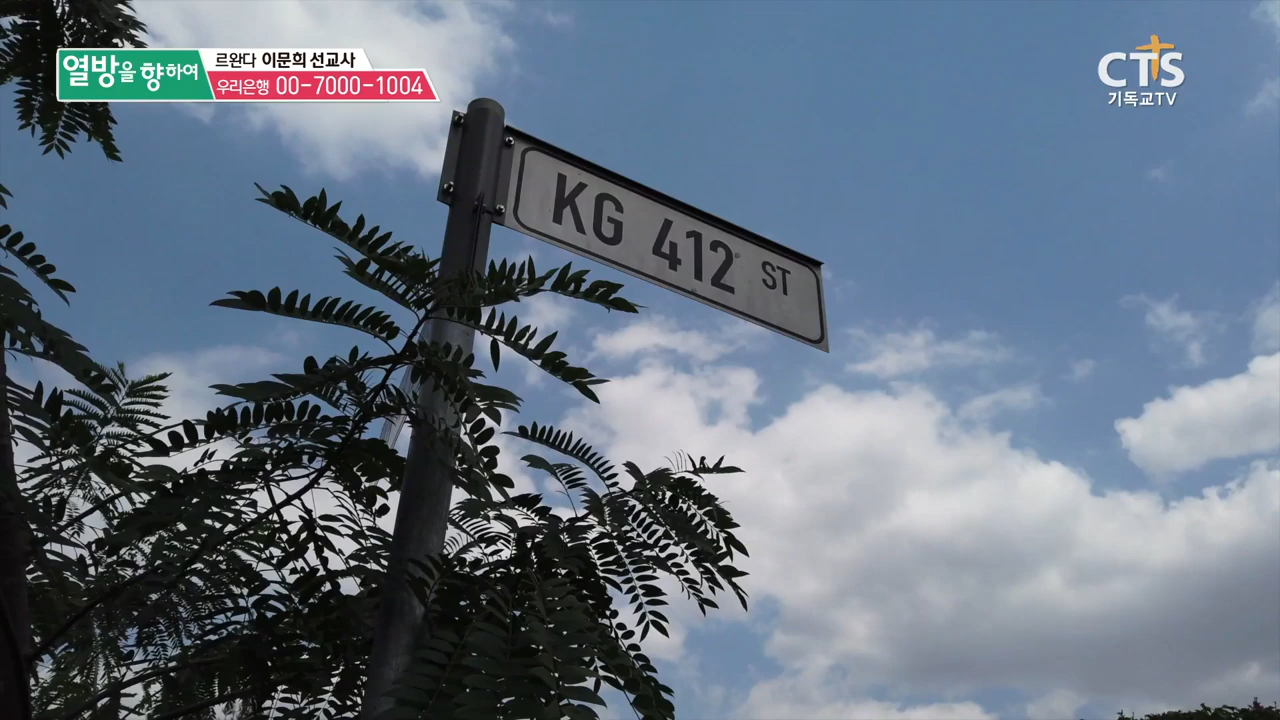 열방을 향하여
르완다 이문희 선교사
우리은행 00-7000-1004
CTS
기독교TV
KG 412 ST